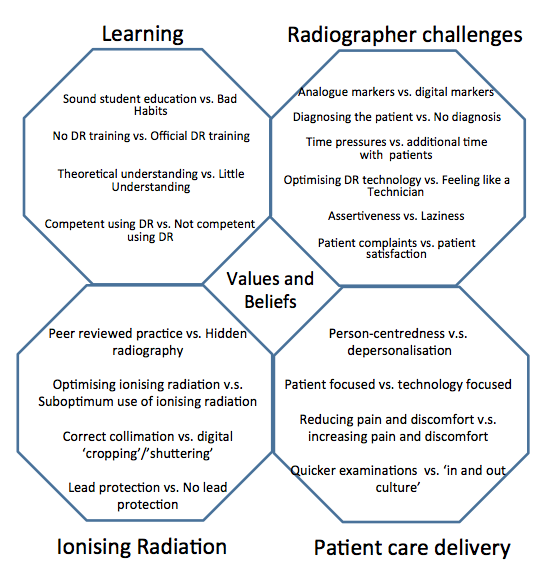 Learning
Sound student education vs. Bad
Habits
No DR training vs. Official DR training
Theoretical understanding vs. Little
Understanding
Competent using DR vs. Not competent
using DR
Radiographer challenges
Analogue markers vs. digital markers
Diagnosing the patient vs. No diagnosis
Time pressures vs. additional time
with patients
Optimising DR technology vs. Feeling like a
Technician
Assertiveness vs. Laziness
Patient complaints vs. patient
satisfaction
Values and
Beliefs
Peer reviewed practice vs. Hidden
radiography
Optimising ionising radiation v.s.
Suboptimum use of ionising radiation
Correct collimation vs. digital
‘cropping’/’shuttering’
Lead protection vs. No lead
protection
Ionising Radiation
Person-centredness v.s.
depersonalisation
Patient focused vs. technology focused
Reducing pain and discomfort v.s.
increasing pain and discomfort
Quicker examinations vs. ‘in and out
culture’
Patient care delivery